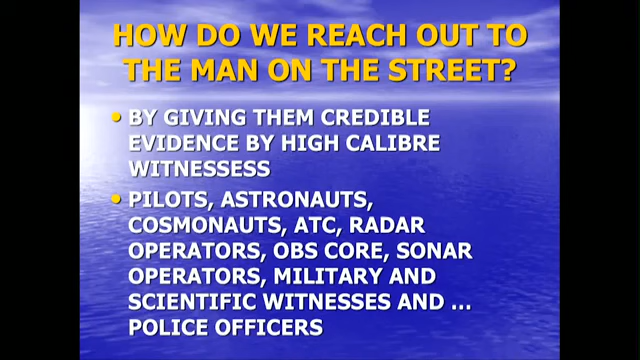 HOW DO WE REACH OUT TO
THE MAN ON THE STREET?
• BY GIVING THEM CREDIBLE
EVIDENCE BY HIGH CALIBRE
WITNESSESS
• PILOTS, ASTRONAUTS,
COSMONAUTS, ATC, RADAR
OPERATORS, OBS CORE, SONAR
OPERATORS, MILITARY AND
SCIENTIFIC WITNESSES AND ...
POLICE OFFICERS